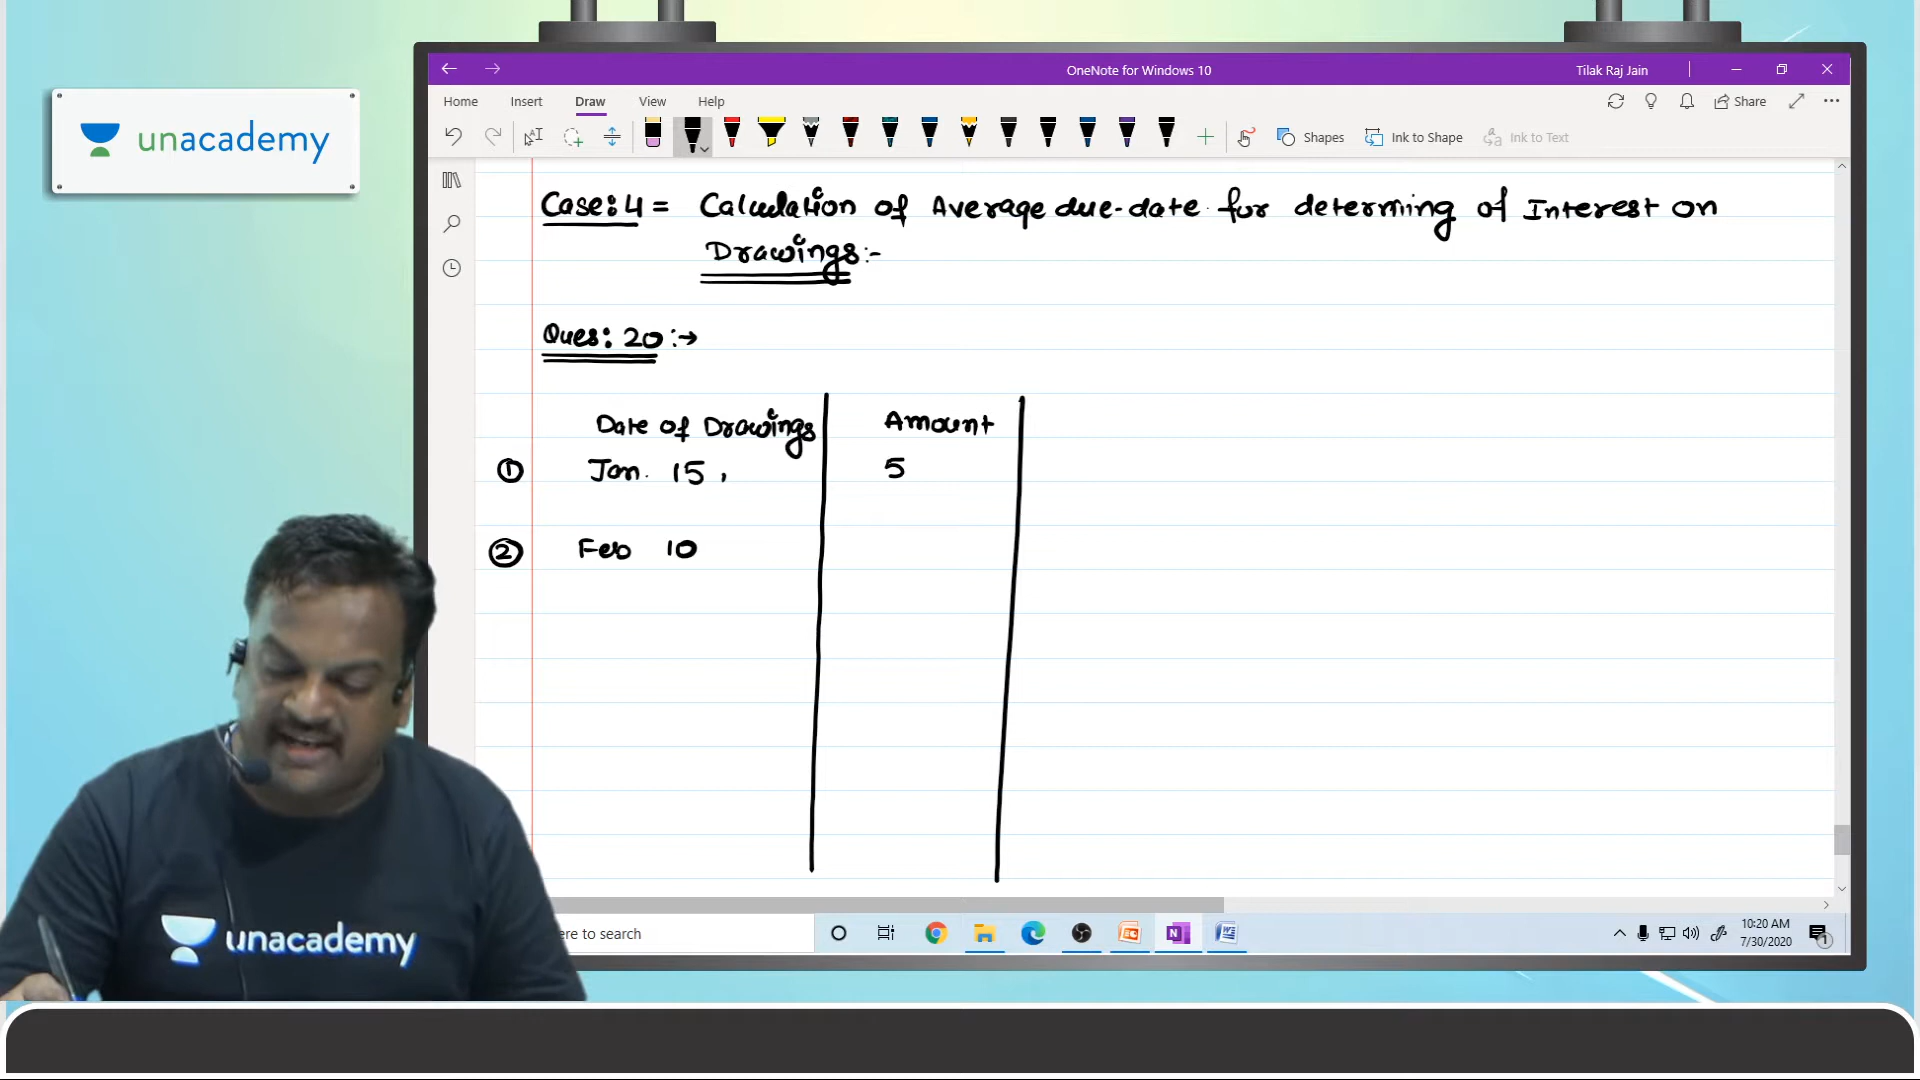 unacademy
OneNote for Windows 10
Tilak Raj Jain
Home Insert Draw View Help
Share
Shapes Ink to Shape Ink to Text
Case: 4 = Calculation of Average due-date for determing of Interest on
Drawings:-
Ques: 20 :→
Date of Drawings Amount
① Jan. 15, 5
② Feb 10
unacademy
ere to search
10:20 AM
7/30/2020
1